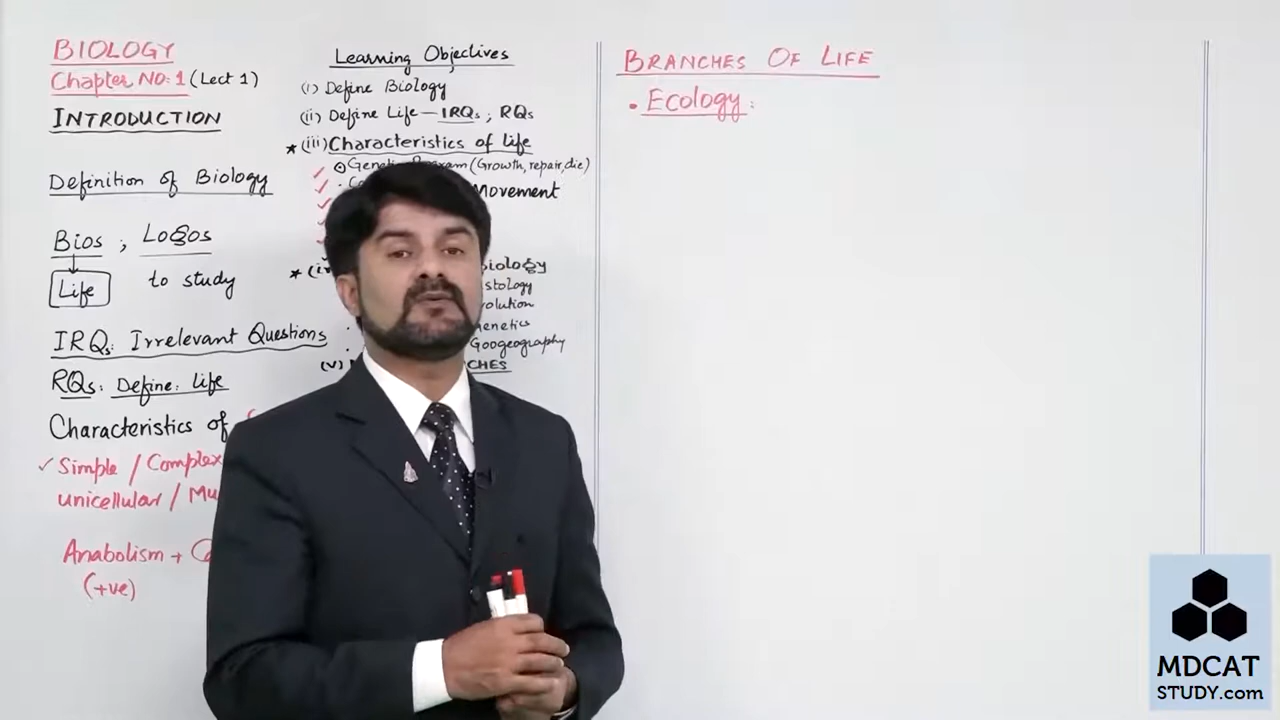 BIOLOGY
Chapter NO: 1 (Lect 1)
INTRODUCTION
Definition of Biology
Bios ; Logos
Life to study
IRQs: Irrelevant Questions
RQs: Define: Life
Characteristics of
✓ Simple / Complex
unicellular / Mu
Anabolism +
(+ve)
Learning Objectives
(i) Define Biology
(ii) Define Life — IRQs ; RQs
★ (iii) Characteristics of life
Program (Growth, repair, die)
Movement
iology
stology
volution
enetics
Googeography
(v) CHES
BRANCHES OF LIFE
• Ecology:
MDCAT
STUDY.com